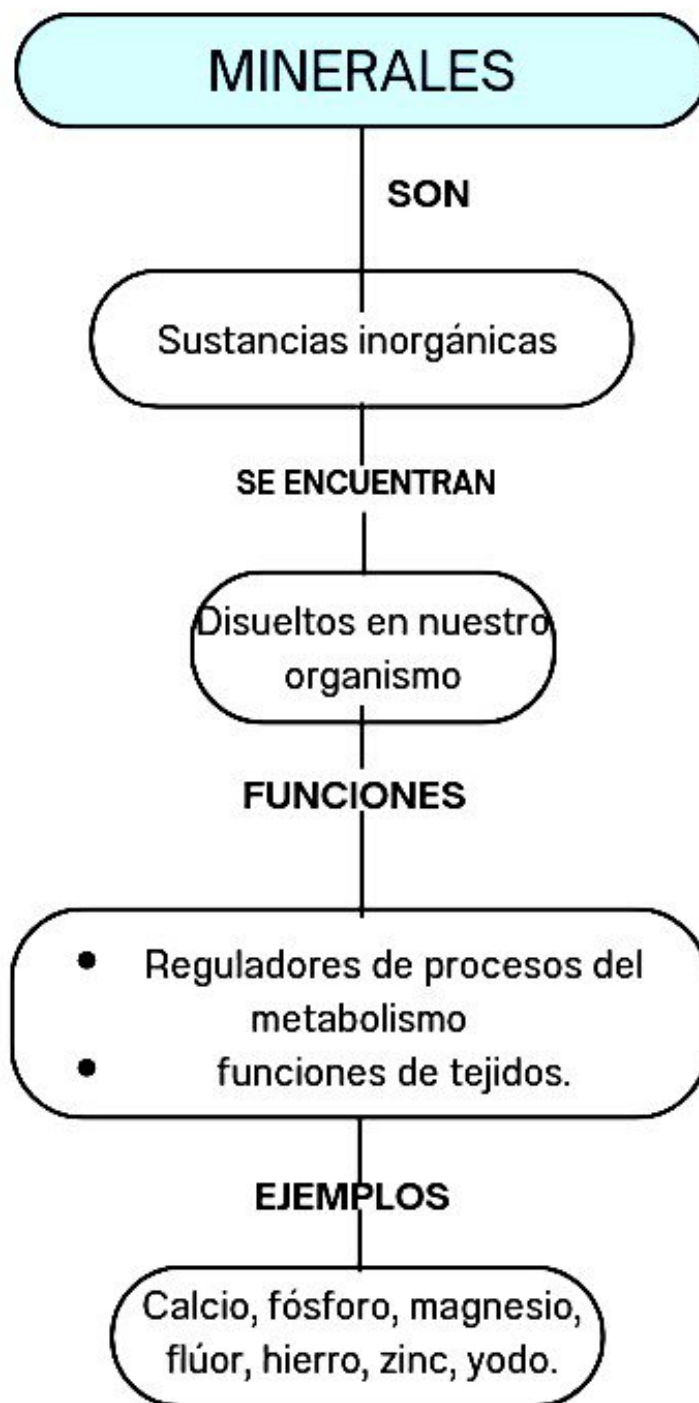 MINERALES
SON
Sustancias inorgánicas
SE ENCUENTRAN
Disueltos en nuestro
organismo
FUNCIONES
• Reguladores de procesos del
metabolismo
• funciones de tejidos.
EJEMPLOS
Calcio, fósforo, magnesio,
flúor, hierro, zinc, yodo.